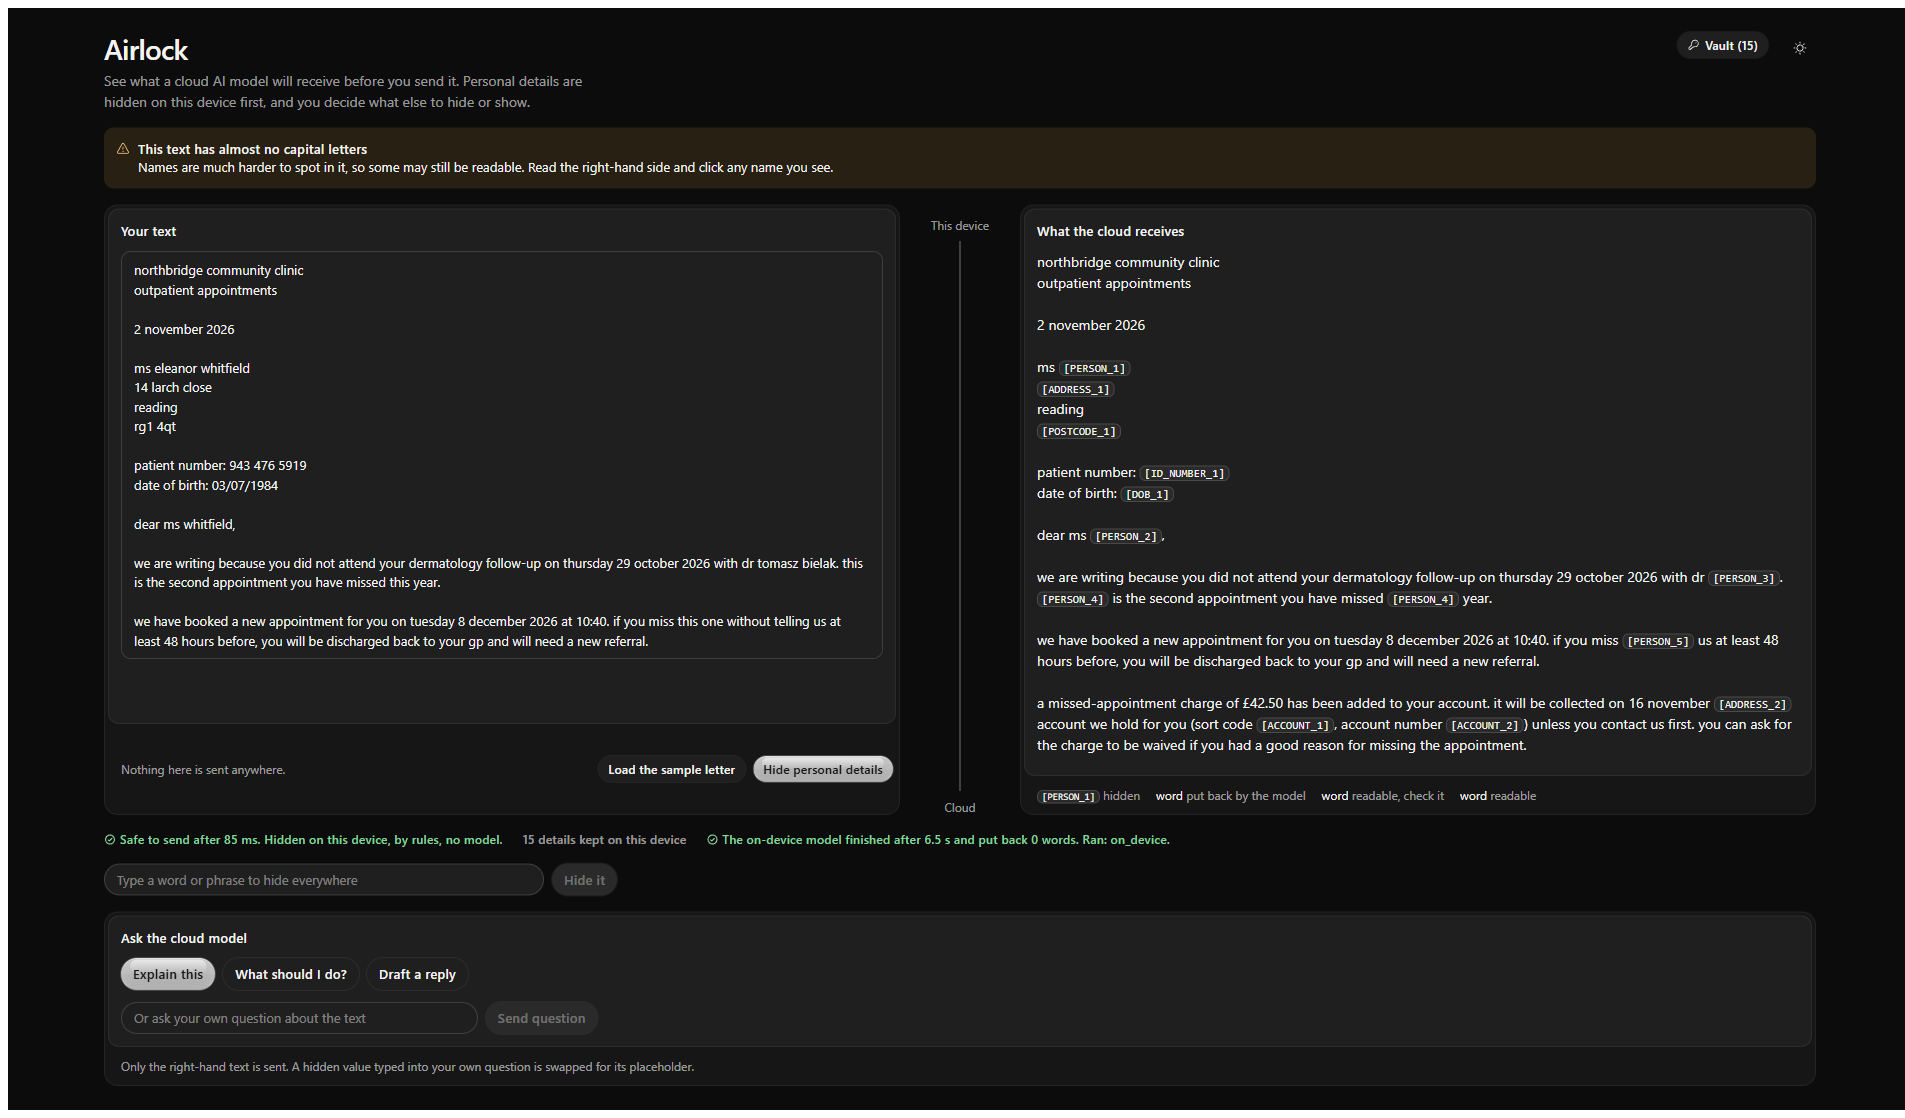 Airlock
Vault (15)
See what a cloud AI model will receive before you send it. Personal details are
hidden on this device first, and you decide what else to hide or show.
This text has almost no capital letters
Names are much harder to spot in it, so some may still be readable. Read the right-hand side and click any name you see.
Your text
northbridge community clinic
outpatient appointments
2 november 2026
ms eleanor whitfield
14 larch close
reading
rg1 4qt
patient number: 943 476 5919
date of birth: 03/07/1984
dear ms whitfield,
we are writing because you did not attend your dermatology follow-up on thursday 29 october 2026 with dr tomasz bielak. this
is the second appointment you have missed this year.
we have booked a new appointment for you on tuesday 8 december 2026 at 10:40. if you miss this one without telling us at
least 48 hours before, you will be discharged back to your gp and will need a new referral.
Nothing here is sent anywhere.
Load the sample letter
Hide personal details
This device
Cloud
What the cloud receives
northbridge community clinic
outpatient appointments
2 november 2026
ms [PERSON_1]
[ADDRESS_1]
reading
[POSTCODE_1]
patient number: [ID_NUMBER_1]
date of birth: [DOB_1]
dear ms [PERSON_2],
we are writing because you did not attend your dermatology follow-up on thursday 29 october 2026 with dr [PERSON_3].
[PERSON_4] is the second appointment you have missed [PERSON_4] year.
we have booked a new appointment for you on tuesday 8 december 2026 at 10:40. if you miss [PERSON_5] us at least 48
hours before, you will be discharged back to your gp and will need a new referral.
a missed-appointment charge of £42.50 has been added to your account. it will be collected on 16 november [ADDRESS_2]
account we hold for you (sort code [ACCOUNT_1], account number [ACCOUNT_2]) unless you contact us first. you can ask for
the charge to be waived if you had a good reason for missing the appointment.
[PERSON_1] hidden word put back by the model word readable, check it word readable
Safe to send after 85 ms. Hidden on this device, by rules, no model. 15 details kept on this device The on-device model finished after 6.5 s and put back 0 words. Ran: on_device.
Type a word or phrase to hide everywhere
Hide it
Ask the cloud model
Explain this
What should I do?
Draft a reply
Or ask your own question about the text
Send question
Only the right-hand text is sent. A hidden value typed into your own question is swapped for its placeholder.